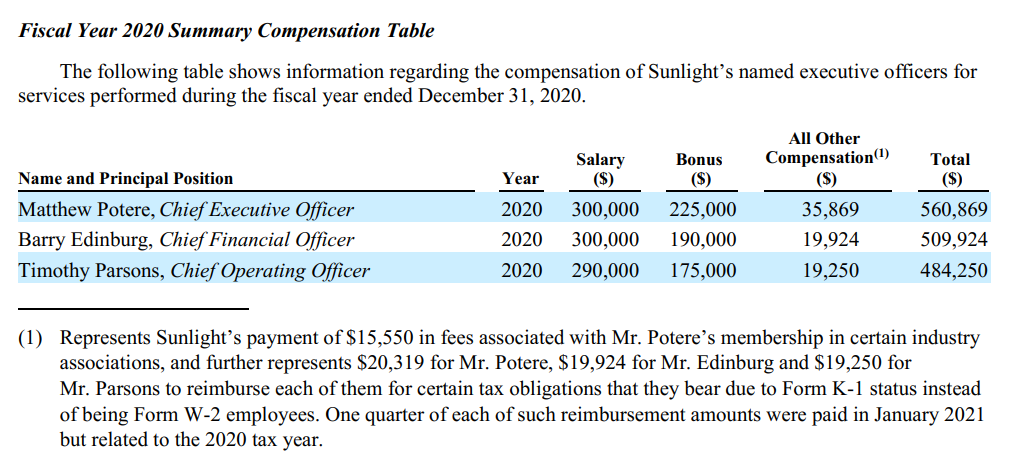 Fiscal Year 2020 Summary Compensation Table
The following table shows information regarding the compensation of Sunlight’s named executive officers for
services performed during the fiscal year ended December 31, 2020.
Name and Principal Position Year Salary ($) Bonus ($) All Other Compensation(1) ($) Total ($)
Matthew Potere, Chief Executive Officer 2020 300,000 225,000 35,869 560,869
Barry Edinburg, Chief Financial Officer 2020 300,000 190,000 19,924 509,924
Timothy Parsons, Chief Operating Officer 2020 290,000 175,000 19,250 484,250
(1) Represents Sunlight’s payment of $15,550 in fees associated with Mr. Potere’s membership in certain industry
associations, and further represents $20,319 for Mr. Potere, $19,924 for Mr. Edinburg and $19,250 for
Mr. Parsons to reimburse each of them for certain tax obligations that they bear due to Form K-1 status instead
of being Form W-2 employees. One quarter of each of such reimbursement amounts were paid in January 2021
but related to the 2020 tax year.